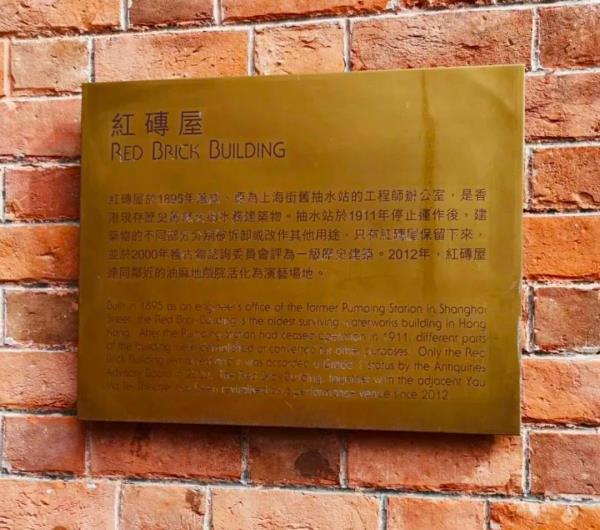 紅磚屋
RED BRICK BUILDING
紅磚屋於1895年落成,原為上海街舊抽水站的工程師辦公室,是香
港現存歷史最悠久的水務建築物。抽水站於1911年停止運作後,建
築物的不同部分分別被拆卸或改作其他用途,只有紅磚屋保留下來,
並於2000年獲古物諮詢委員會評為一級歷史建築。2012年,紅磚屋
連同鄰近的油麻地戲院活化為演藝場地。
Built in 1895 as an engineer's office of the former Pumping Station in Shanghai
Street, the Red Brick Building is the oldest surviving waterworks building in Hong
Kong. After the Pumping Station had ceased operation in 1911, different parts
of the building were demolished or converted for other purposes. Only the Red
Brick Building was accorded a Grade 1 status by the Antiquities
Advisory Board The Red Brick Building, together with the adjacent Yau
Ma Tei Theatre revitalised performance venue since 2012.